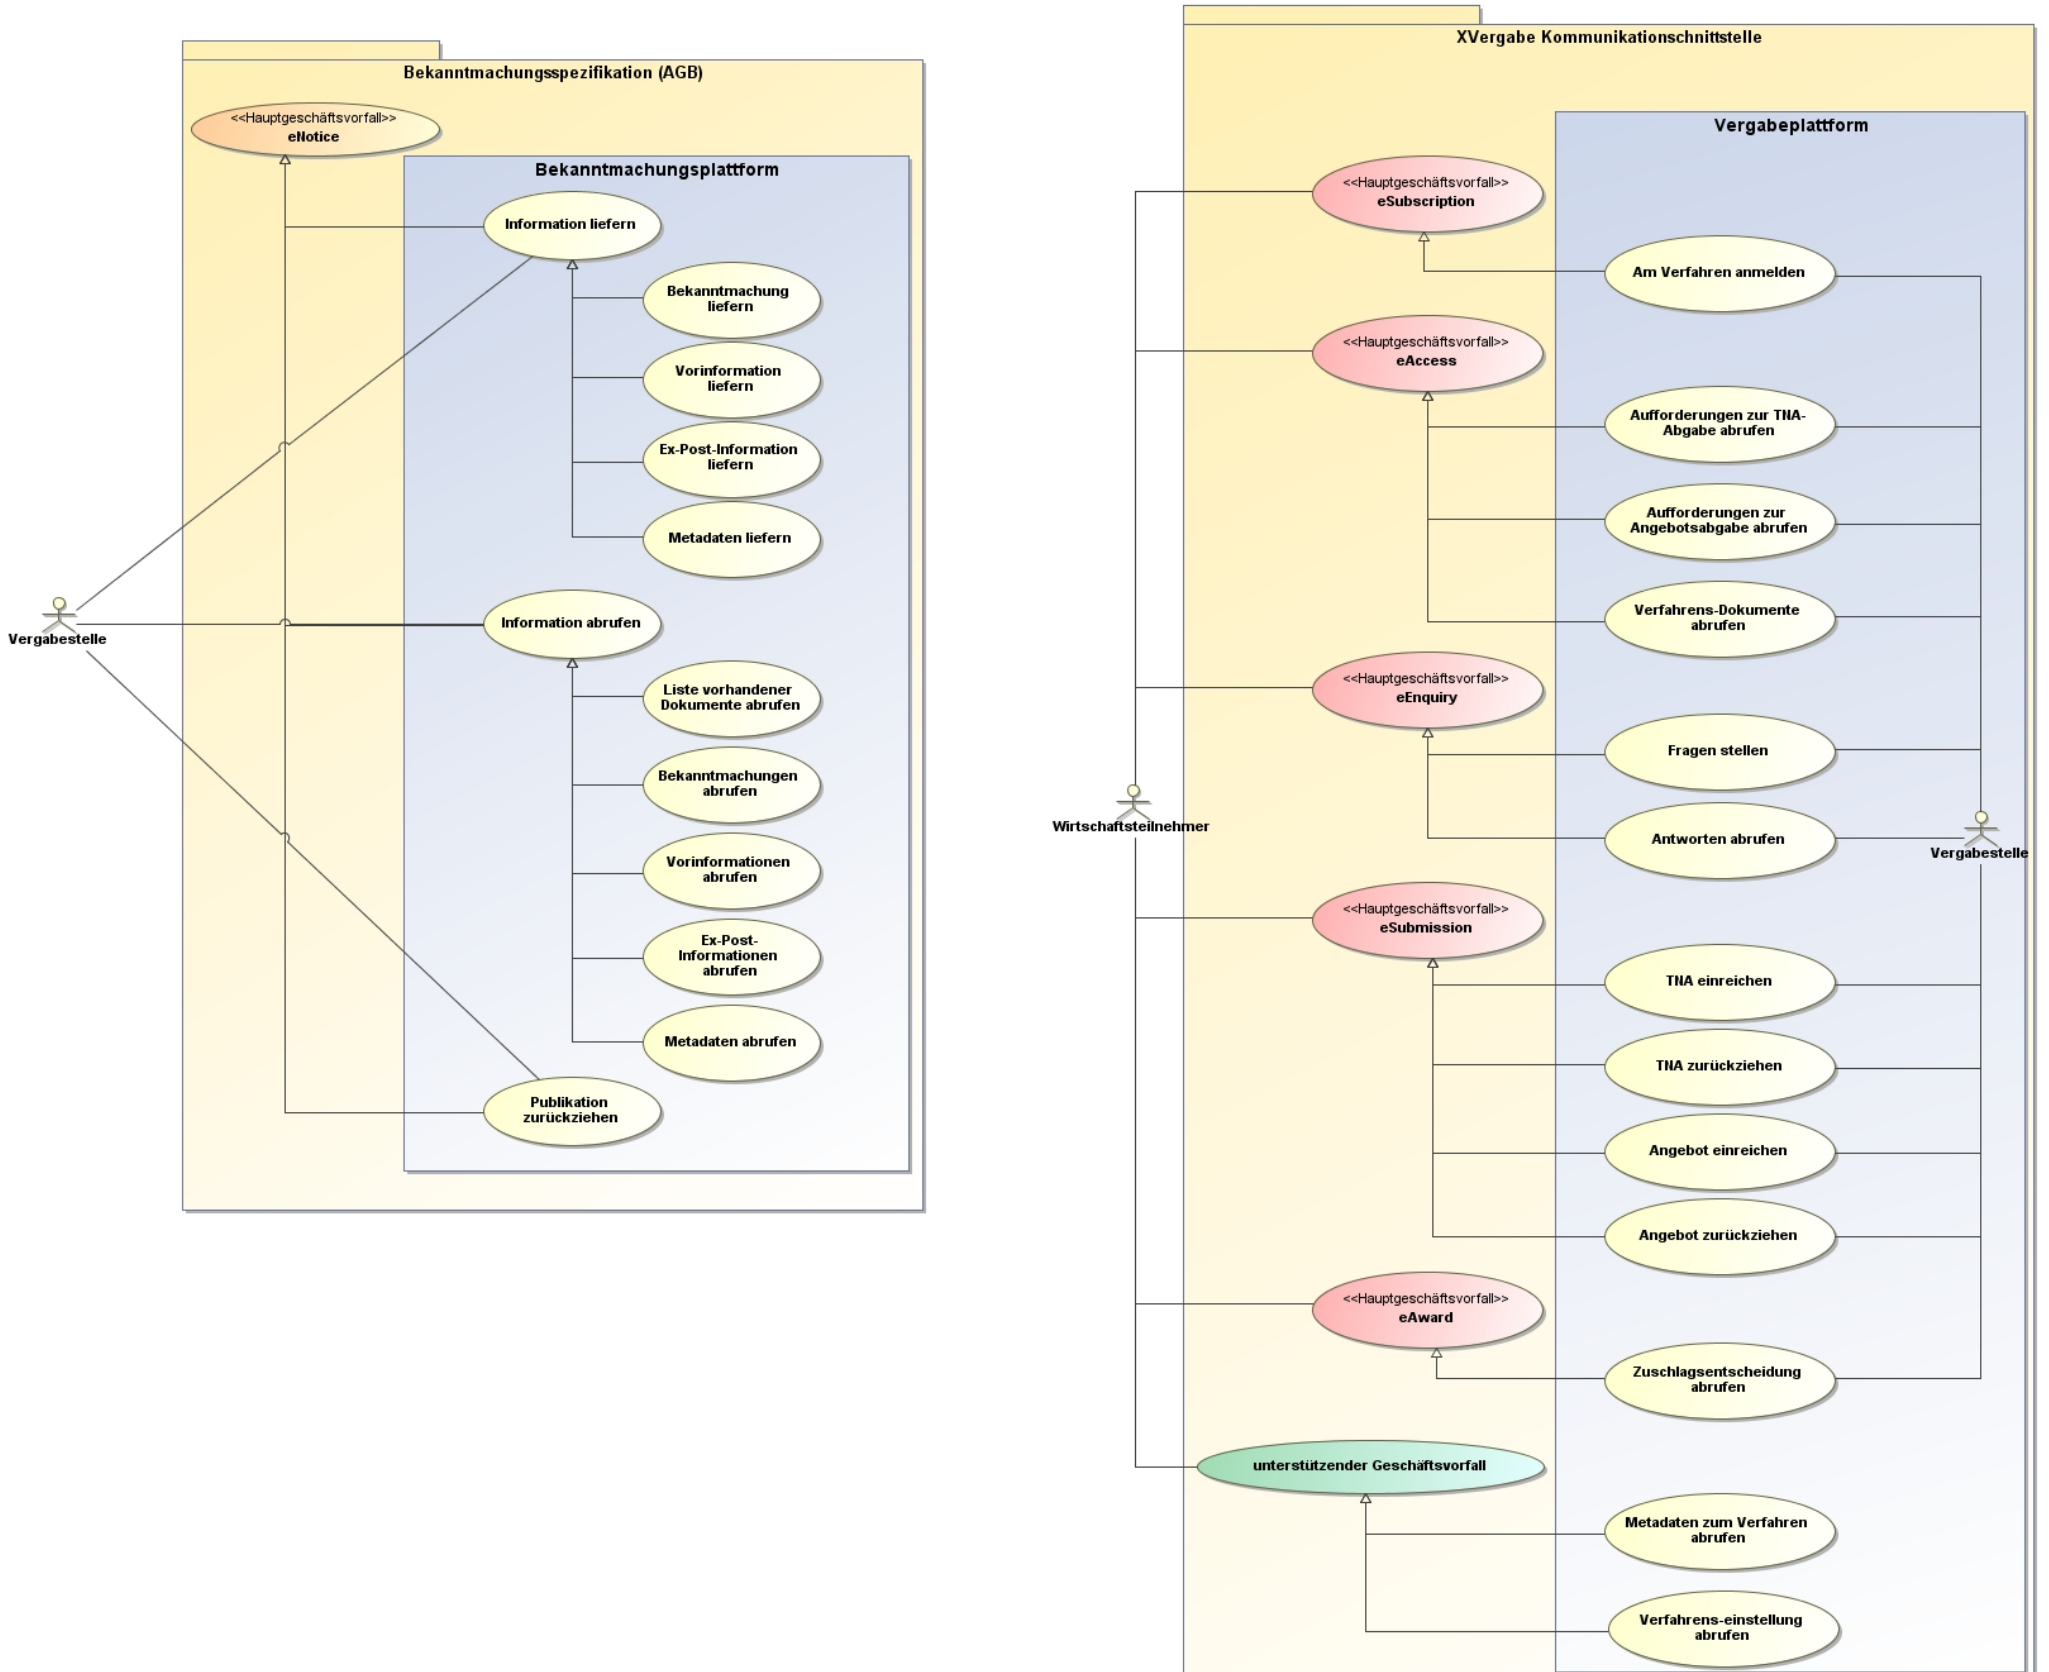 Bekanntmachungsspezifikation (AGB)
<<Hauptgeschäftsvorfall>>
eNotice
Bekanntmachungsplattform
Information liefern
Bekanntmachung
liefern
Vorinformation
liefern
Ex-Post-Information
liefern
Metadaten liefern
Vergabestelle
Information abrufen
Liste vorhandener
Dokumente abrufen
Bekanntmachungen
abrufen
Vorinformationen
abrufen
Ex-Post-
Informationen
abrufen
Metadaten abrufen
Publikation
zurückziehen
XVergabe Kommunikationschnittstelle
Vergabeplattform
<<Hauptgeschäftsvorfall>>
eSubscription
Am Verfahren anmelden
<<Hauptgeschäftsvorfall>>
eAccess
Aufforderungen zur TNA-
Abgabe abrufen
Aufforderungen zur
Angebotsabgabe abrufen
Verfahrens-Dokumente
abrufen
<<Hauptgeschäftsvorfall>>
eEnquiry
Fragen stellen
Wirtschaftsteilnehmer
Antworten abrufen
Vergabestelle
<<Hauptgeschäftsvorfall>>
eSubmission
TNA einreichen
TNA zurückziehen
Angebot einreichen
Angebot zurückziehen
<<Hauptgeschäftsvorfall>>
eAward
Zuschlagsentscheidung
abrufen
unterstützender Geschäftsvorfall
Metadaten zum Verfahren
abrufen
Verfahrens-einstellung
abrufen